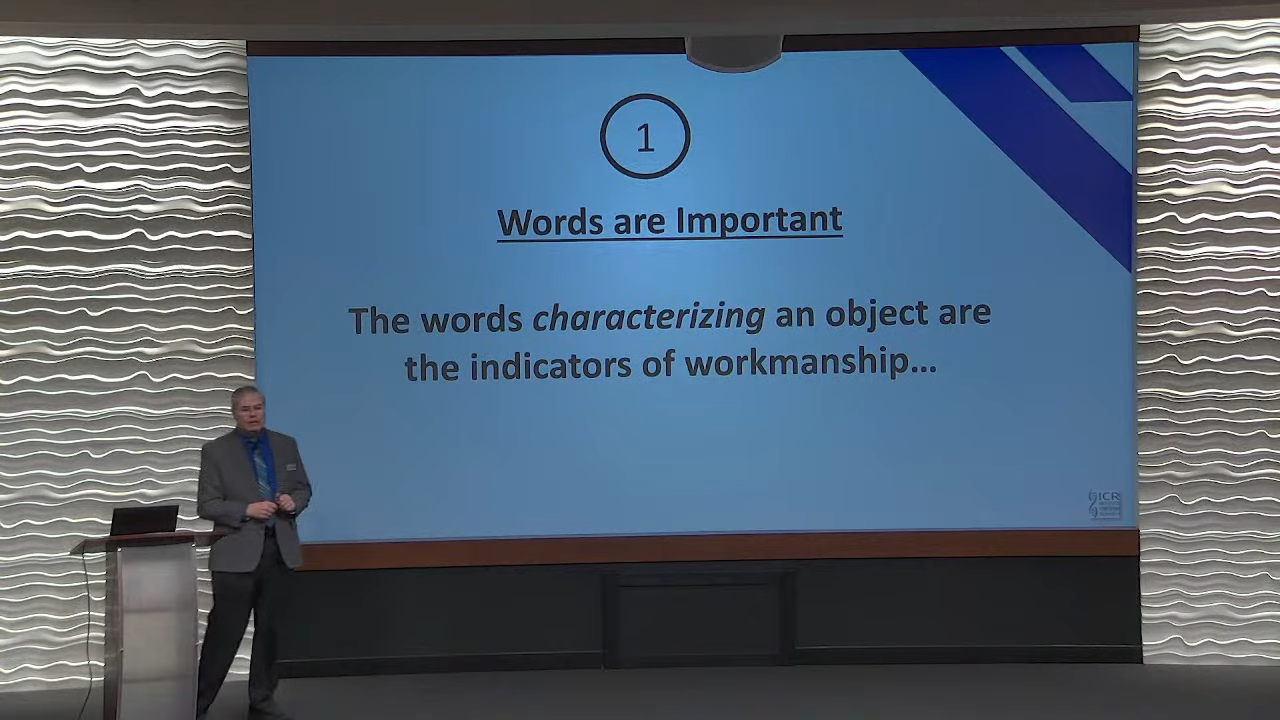 1
Words are Important
The words characterizing an object are
the indicators of workmanship...
ICR